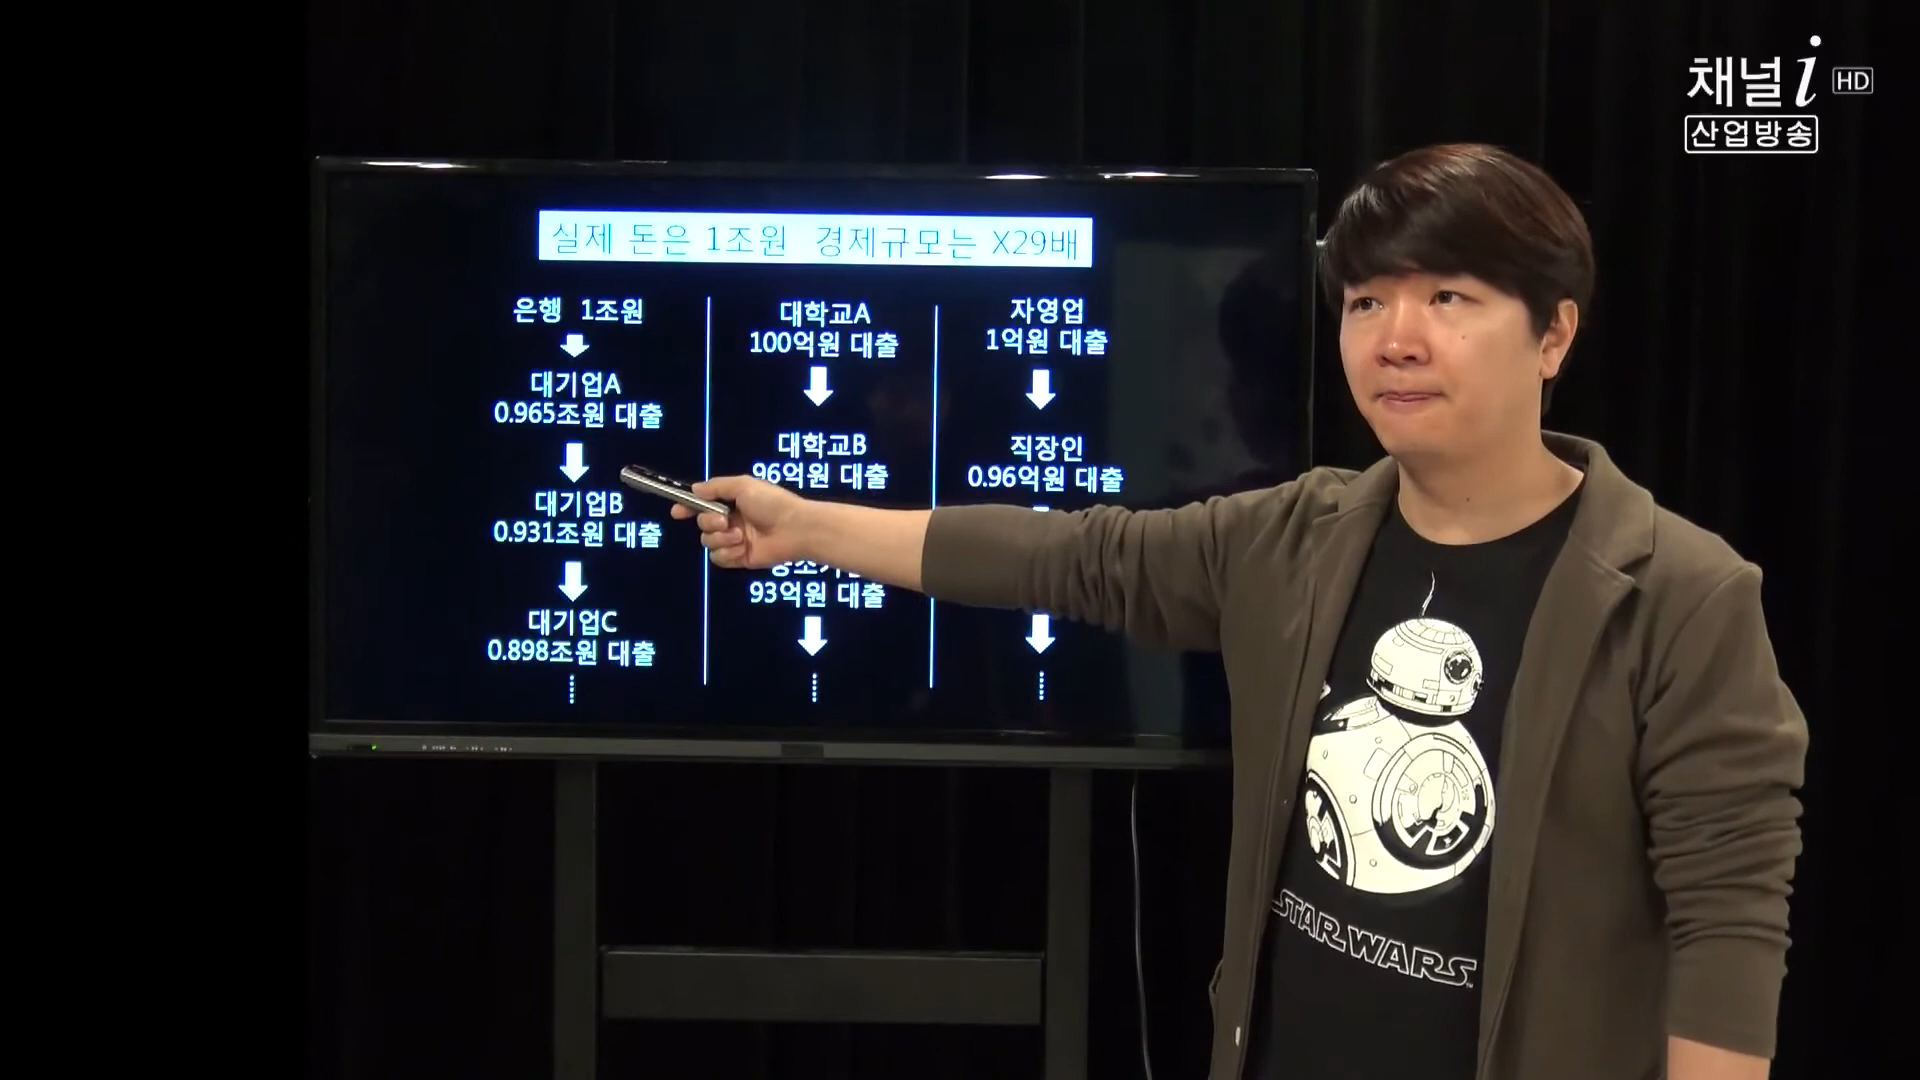 채널i HD
산업방송
실제 돈은 1조원 경제규모는 X29배
은행 1조원
대기업A
0.965조원 대출
대기업B
0.931조원 대출
대기업C
0.898조원 대출
대학교A
100억원 대출
대학교B
96억원 대출
93억원 대출
자영업
1억원 대출
직장인
0.96억원 대출
STAR WARS